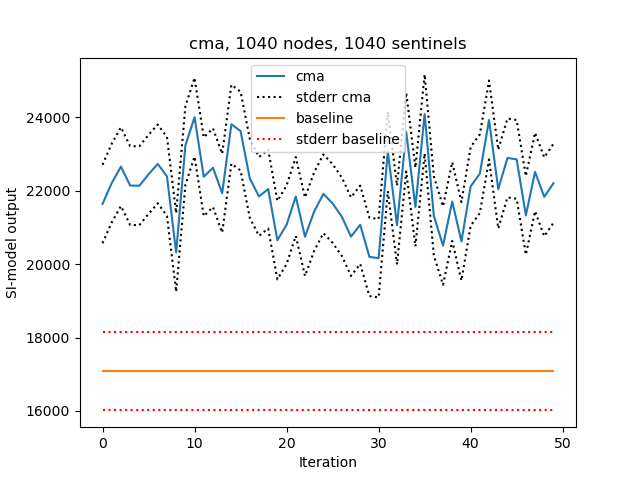 cma, 1040 nodes, 1040 sentinels
cma
stderr cma
baseline
stderr baseline
24000
22000
20000
18000
16000
SI-model output
0 10 20 30 40 50
Iteration